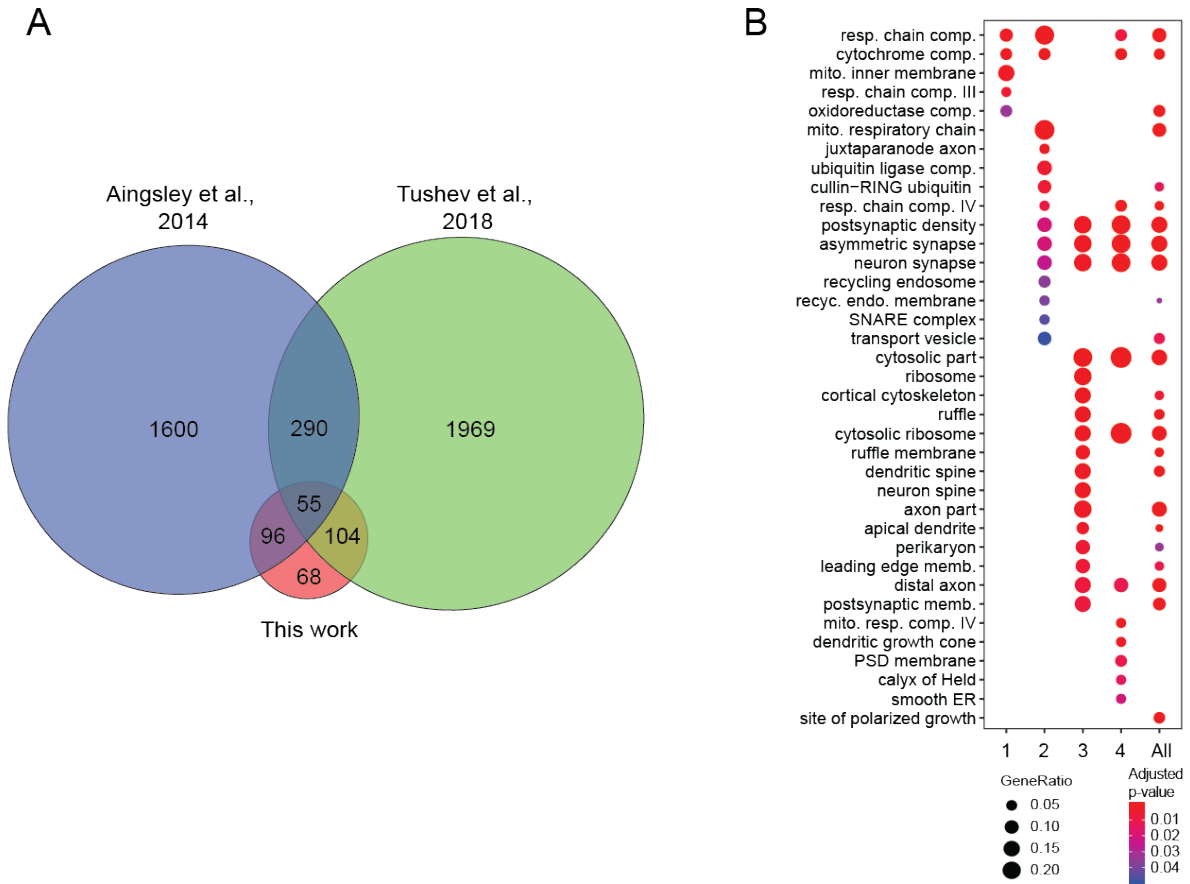 A
Aingsley et al.,
2014
Tushev et al.,
2018
1600
290
1969
55
96
104
68
This work
B
resp. chain comp.
cytochrome comp.
mito. inner membrane
resp. chain comp. III
oxidoreductase comp.
mito. respiratory chain
juxtaparanode axon
ubiquitin ligase comp.
cullin−RING ubiquitin
resp. chain comp. IV
postsynaptic density
asymmetric synapse
neuron synapse
recycling endosome
recyc. endo. membrane
SNARE complex
transport vesicle
cytosolic part
ribosome
cortical cytoskeleton
ruffle
cytosolic ribosome
ruffle membrane
dendritic spine
neuron spine
axon part
apical dendrite
perikaryon
leading edge memb.
distal axon
postsynaptic memb.
mito. resp. comp. IV
dendritic growth cone
PSD membrane
calyx of Held
smooth ER
site of polarized growth
1 2 3 4 All
GeneRatio
0.05
0.10
0.15
0.20
Adjusted
p-value
0.01
0.02
0.03
0.04